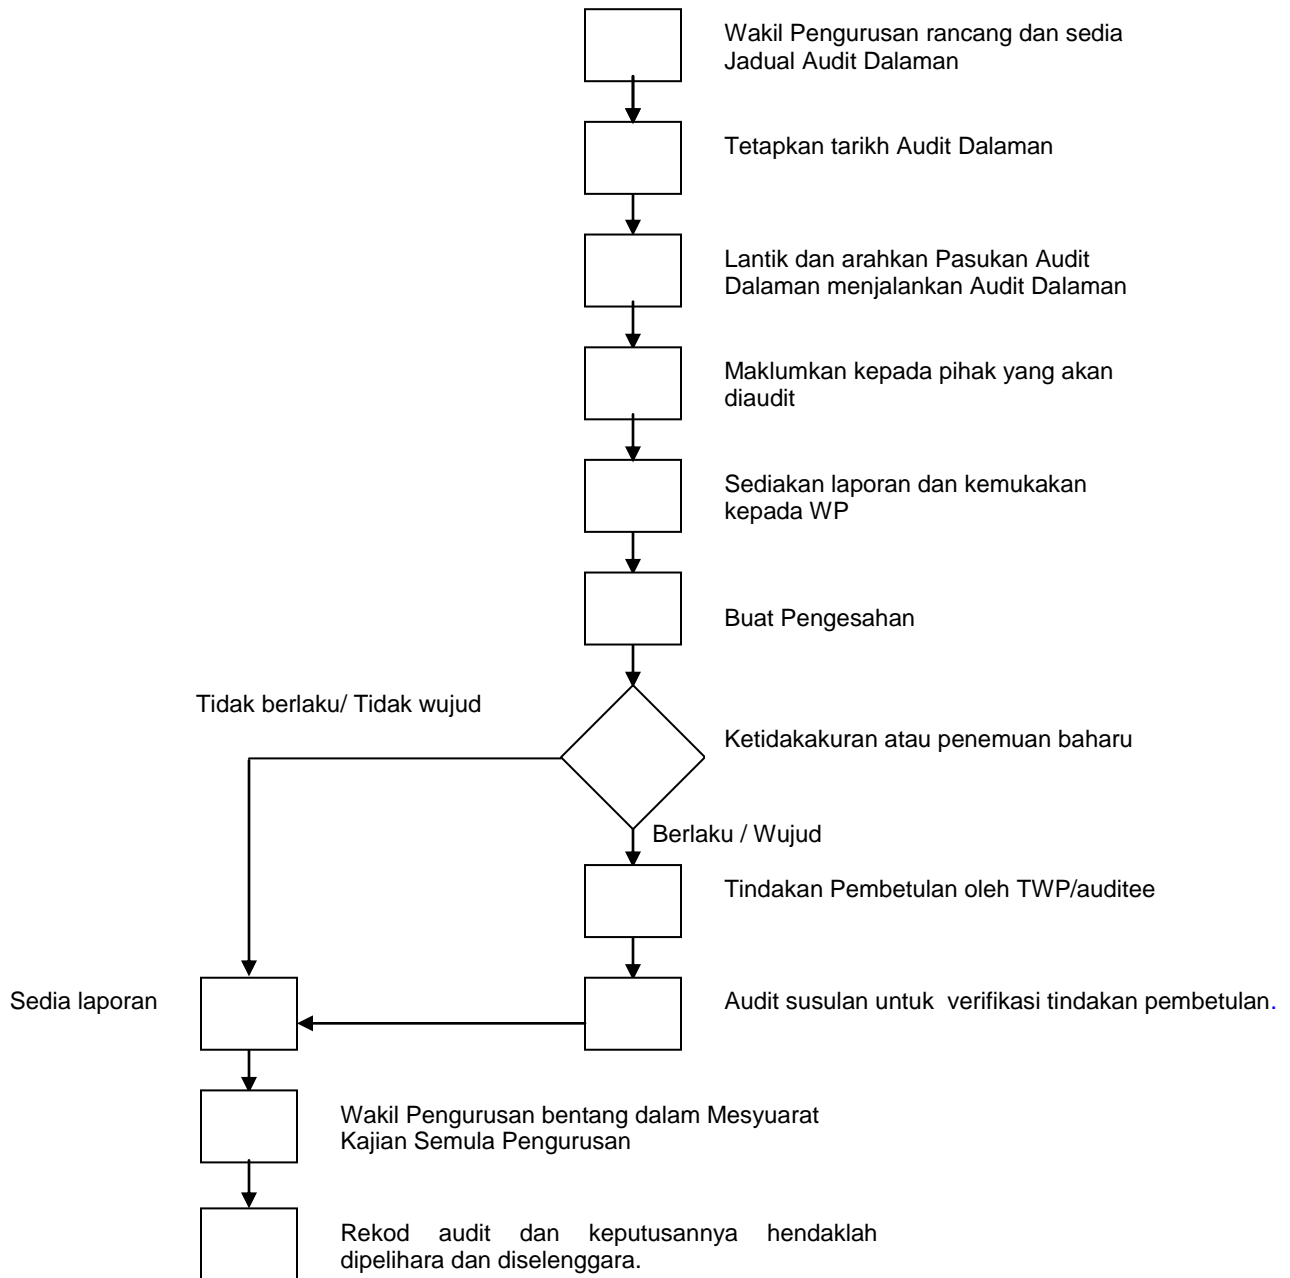 Wakil Pengurusan rancang dan sedia
Jadual Audit Dalaman
Tetapkan tarikh Audit Dalaman
Lantik dan arahkan Pasukan Audit
Dalaman menjalankan Audit Dalaman
Maklumkan kepada pihak yang akan
diaudit
Sediakan laporan dan kemukakan
kepada WP
Buat Pengesahan
Tidak berlaku/ Tidak wujud
Ketidakakuran atau penemuan baharu
Berlaku / Wujud
Tindakan Pembetulan oleh TWP/auditee
Sedia laporan
Audit susulan untuk verifikasi tindakan pembetulan.
Wakil Pengurusan bentang dalam Mesyuarat
Kajian Semula Pengurusan
Rekod audit dan keputusannya hendaklah
dipelihara dan diselenggara.